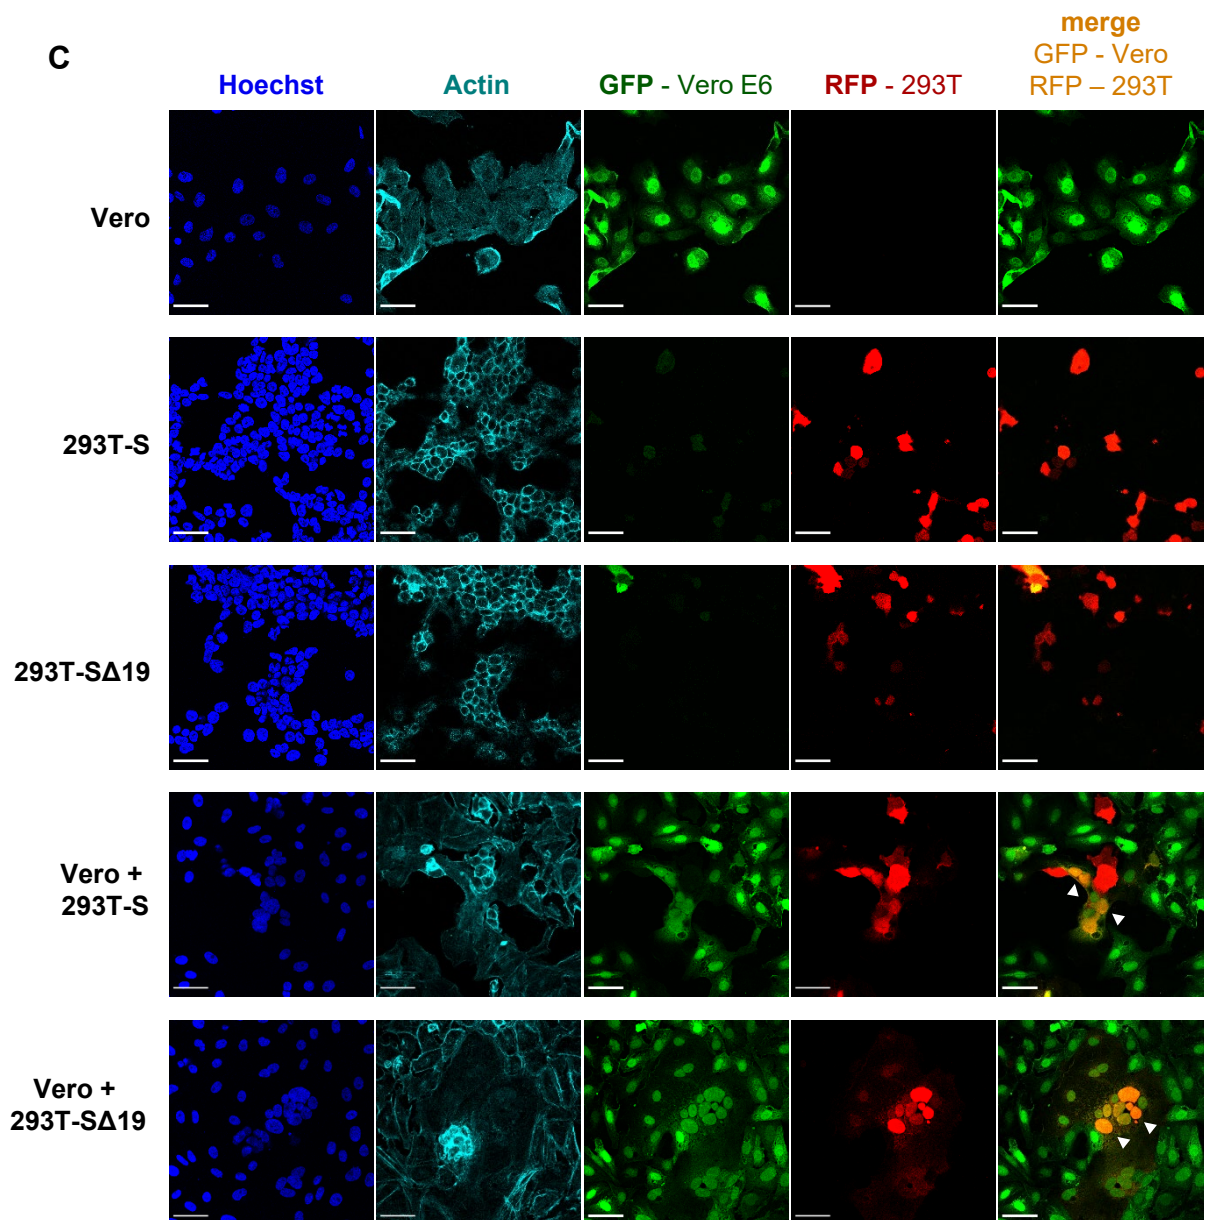 C
merge
GFP - Vero
RFP – 293T
Hoechst
Actin
GFP - Vero E6
RFP - 293T
Vero
293T-S
293T-SΔ19
Vero +
293T-S
Vero +
293T-SΔ19